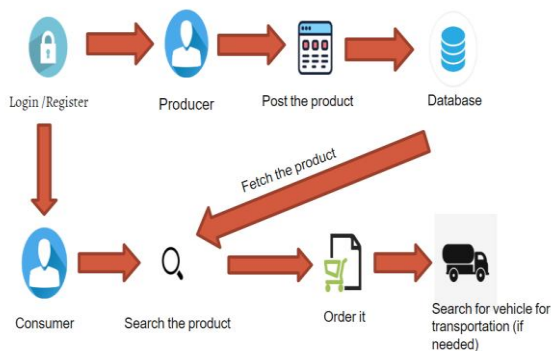 Login /Register
Producer
Post the product
Database
Fetch the product
Consumer
Search the product
Order it
Search for vehicle for
transportation (if
needed)